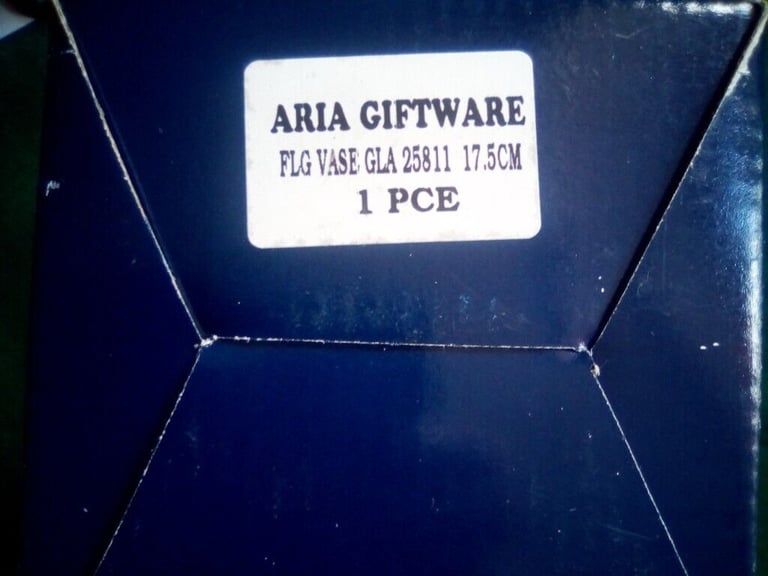 ARIA GIFTWARE
FLG VASE GLA 25811 17.5CM
1 PCE